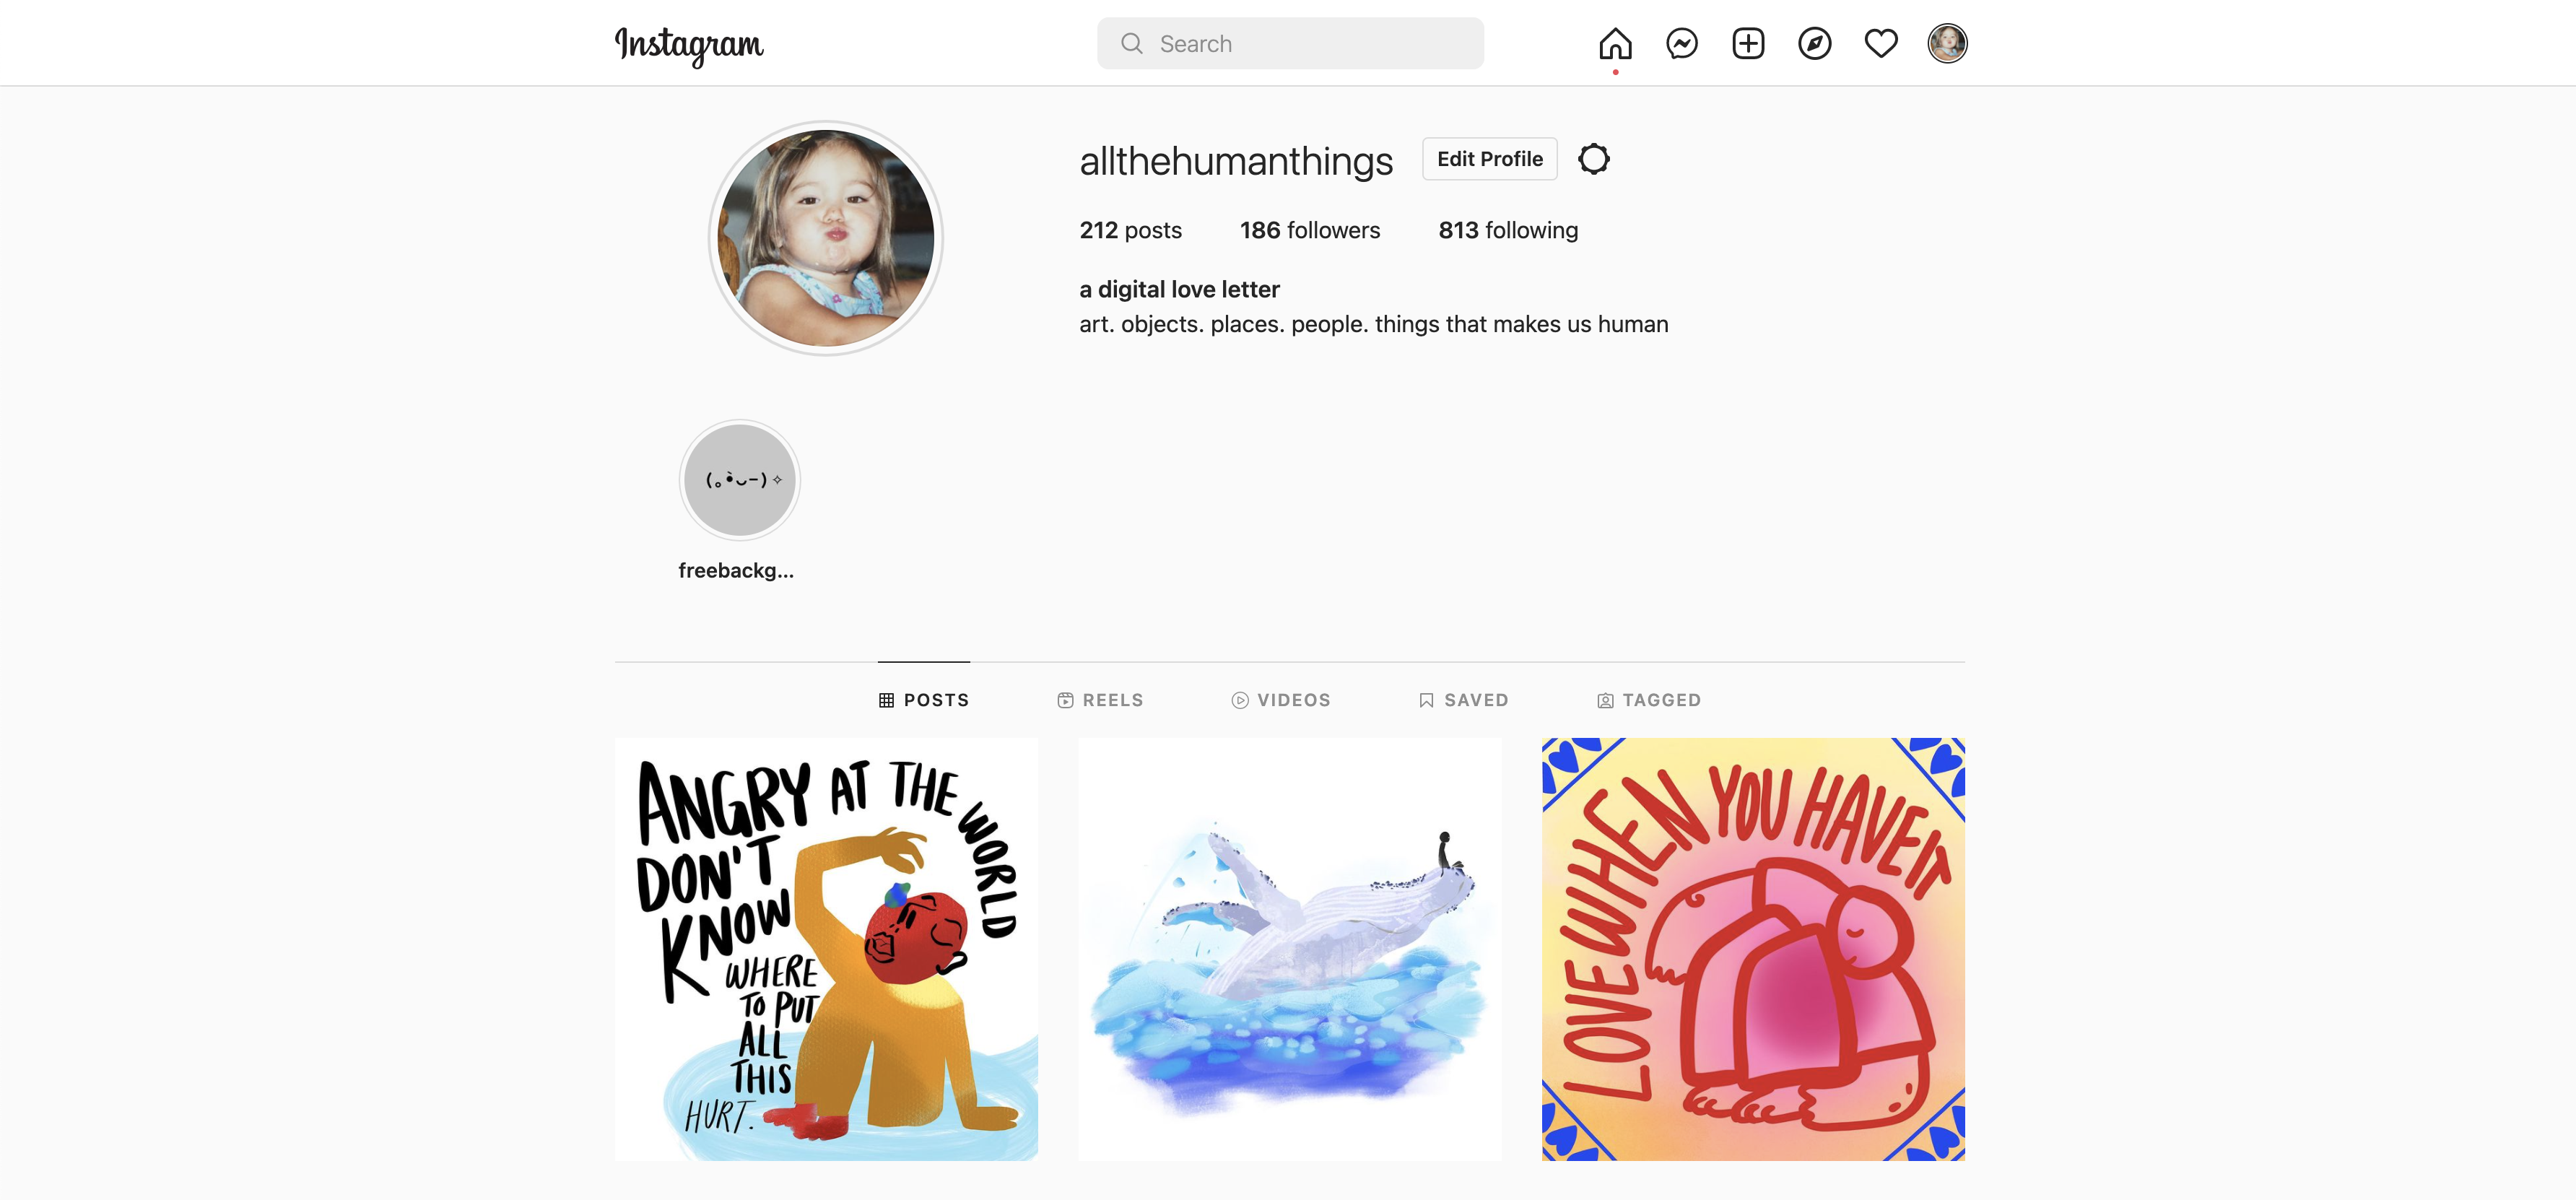 Instagram
Search
allthehumanthings
Edit Profile
212 posts 186 followers 813 following
a digital love letter
art. objects. places. people. things that makes us human
(｡•̀ᴗ-)✧
freebackg...
POSTS REELS VIDEOS SAVED TAGGED
ANGRY AT THE WORLD
DON'T
KNOW
WHERE
TO PUT
ALL
THIS
HURT.
LOVE WHEN YOU HAVE IT